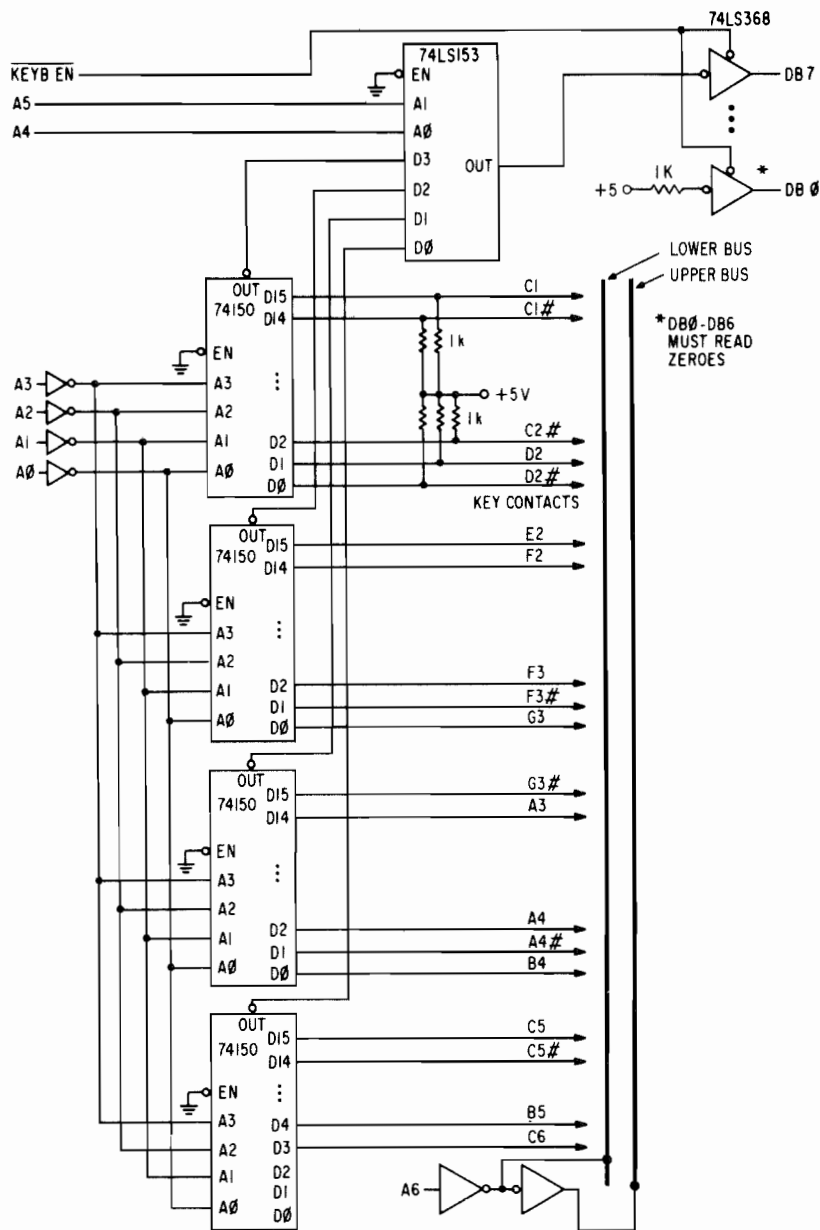 74LS368
74LS153
KEYB EN
EN
DB7
A5
A1
A4
AØ
D3
OUT
1K
*
D2
+5
DBØ
D1
DØ
LOWER BUS
UPPER BUS
OUT
D15
C1
74150
D14
C1#
*DBØ-DB6
MUST READ
ZEROES
1k
EN
A3
A3
+5V
A2
A2
1k
A1
A1
D2
C2#
AØ
AØ
D1
D2
DØ
D2#
KEY CONTACTS
OUT
D15
E2
74150
D14
F2
EN
A3
A2
D2
F3
A1
D1
F3#
AØ
DØ
G3
OUT
D15
G3#
74150
D14
A3
EN
A3
A2
D2
A4
A1
D1
A4#
AØ
DØ
B4
OUT
D15
C5
74150
D14
C5#
EN
A3
D4
B5
A2
D3
C6
A1
D2
D1
A6
AØ
DØ